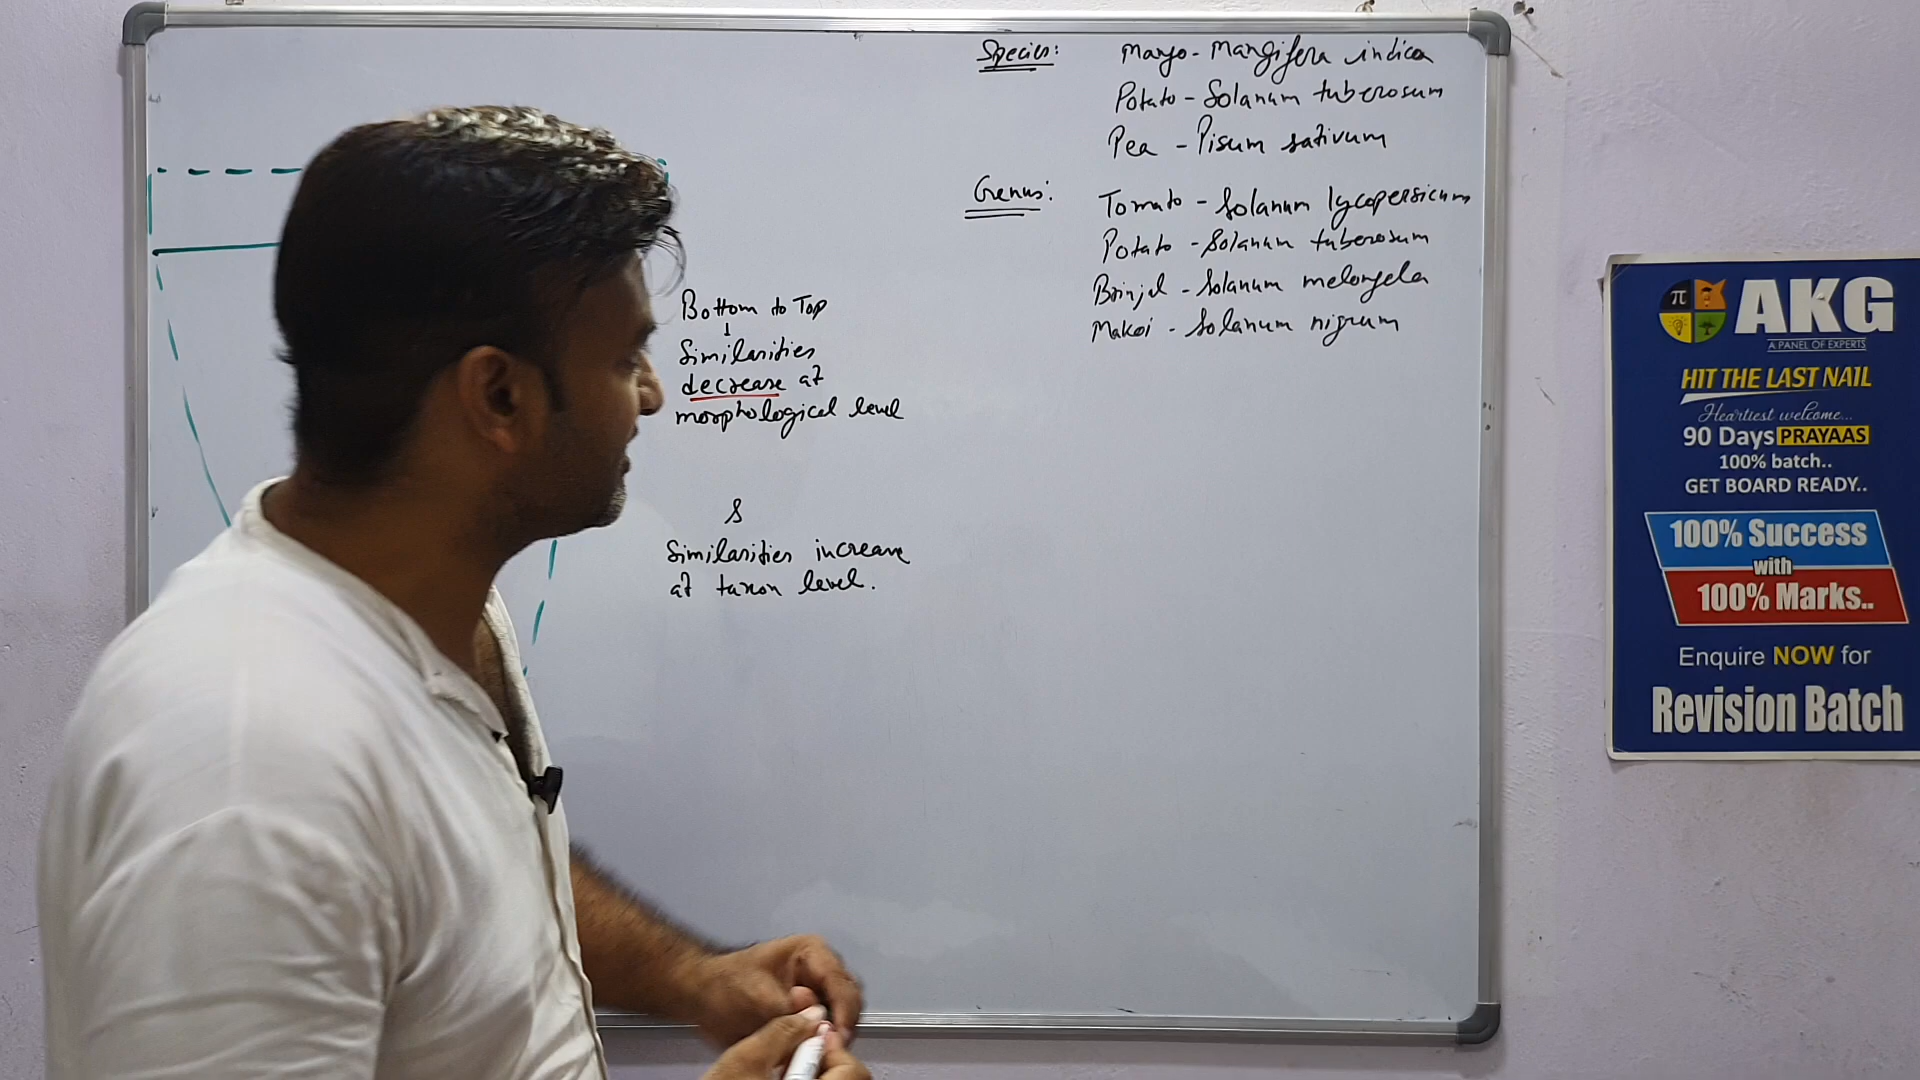 Species:
Mango - Mangifera indica
Potato - Solanum tuberosum
Pea - Pisum sativum
Genus:
Tomato - Solanum lycopersicum
Potato - Solanum tuberosum
Brinjel - Solanum melongela
Makoi - Solanum nigrum
Bottom to Top
Similarities
decrease at
morphological level
&
Similarities increase
at taxon level.
π
AKG
A PANEL OF EXPERTS
HIT THE LAST NAIL
Heartiest welcome...
90 Days PRAYAAS
100% batch..
GET BOARD READY..
100% Success
with
100% Marks..
Enquire NOW for
Revision Batch